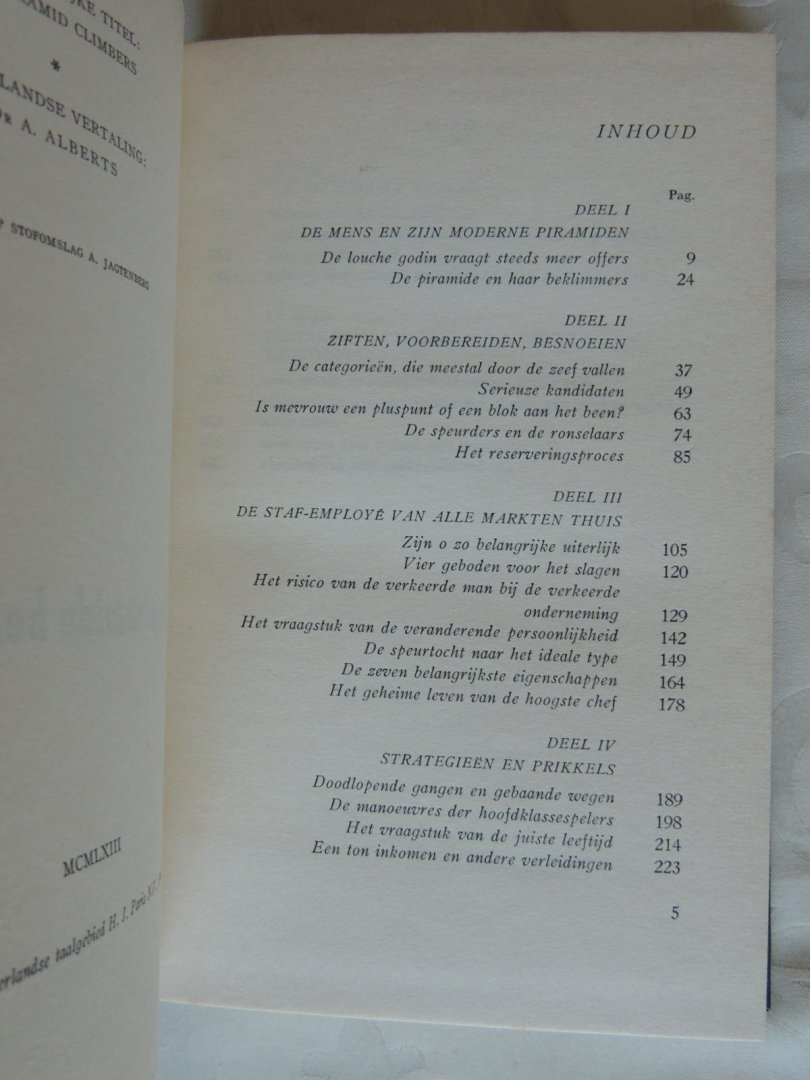 TITEL:
CLIMBERS
*
VERTALING:
A. ALBERTS
STOFOMSLAG A. JAGTENBERG
MCMLXIII
taalgebied H. J. Paris
INHOUD
Pag.
DEEL I
DE MENS EN ZIJN MODERNE PIRAMIDEN
De louche godin vraagt steeds meer offers 9
De piramide en haar beklimmers 24
DEEL II
ZIFTEN, VOORBEREIDEN, BESNOEIEN
De categorieën, die meestal door de zeef vallen 37
Serieuze kandidaten 49
Is mevrouw een pluspunt of een blok aan het been? 63
De speurders en de ronselaars 74
Het reserveringsproces 85
DEEL III
DE STAF-EMPLOYÉ VAN ALLE MARKTEN THUIS
Zijn o zo belangrijke uiterlijk 105
Vier geboden voor het slagen 120
Het risico van de verkeerde man bij de verkeerde
onderneming 129
Het vraagstuk van de veranderende persoonlijkheid 142
De speurtocht naar het ideale type 149
De zeven belangrijkste eigenschappen 164
Het geheime leven van de hoogste chef 178
DEEL IV
STRATEGIEËN EN PRIKKELS
Doodlopende gangen en gebaande wegen 189
De manoeuvres der hoofdklassespelers 198
Het vraagstuk van de juiste leeftijd 214
Een ton inkomen en andere verleidingen 223
5